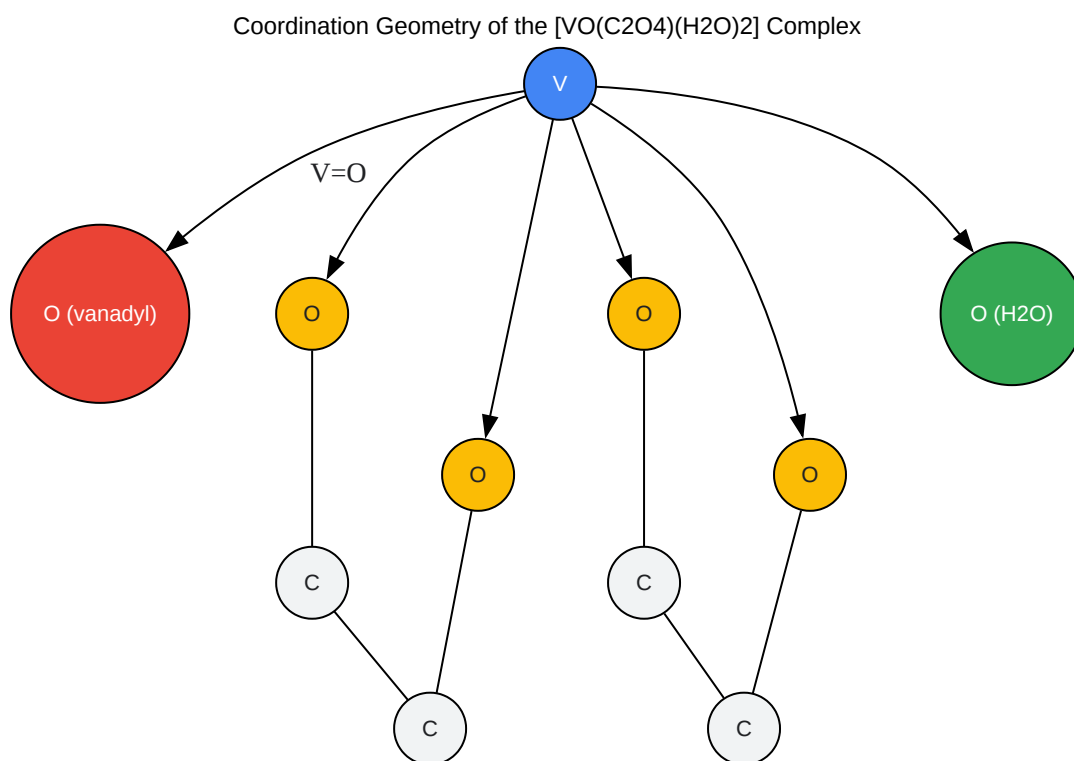 Coordination Geometry of the [VO(C2O4)(H2O)2] Complex
V
V=O
O (vanadyl)
O
O
O (H2O)
O
O
C
C
C
C